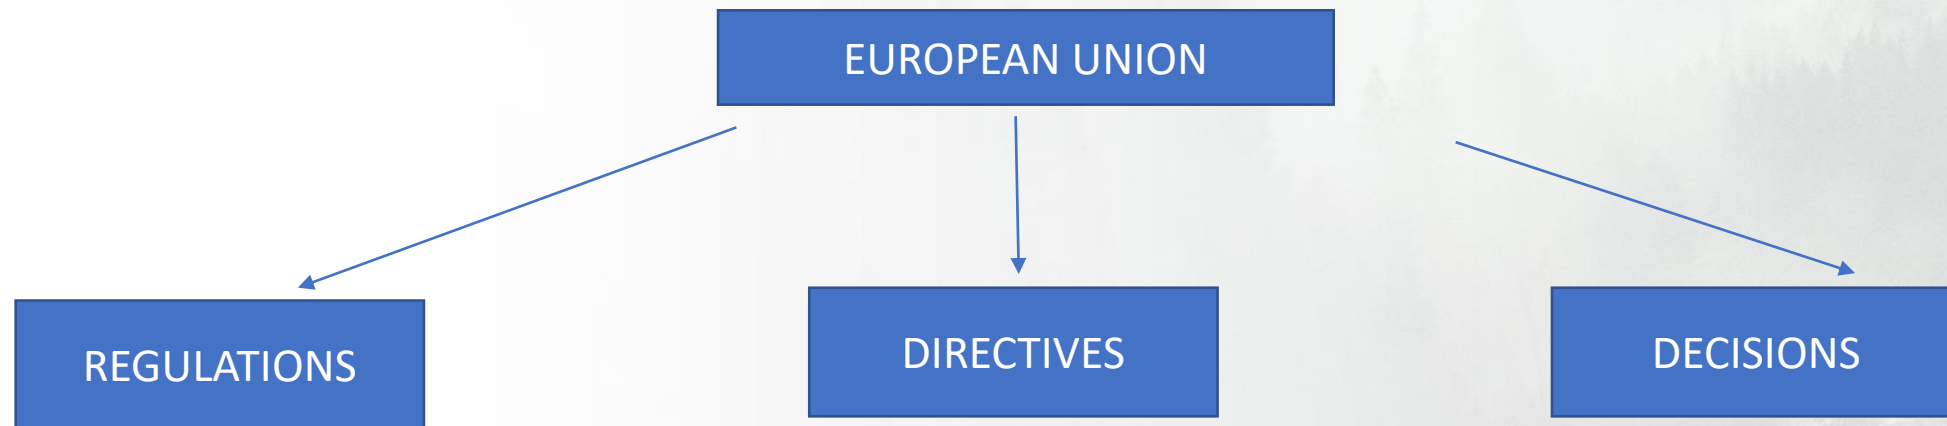 EUROPEAN UNION
REGULATIONS
DIRECTIVES
DECISIONS